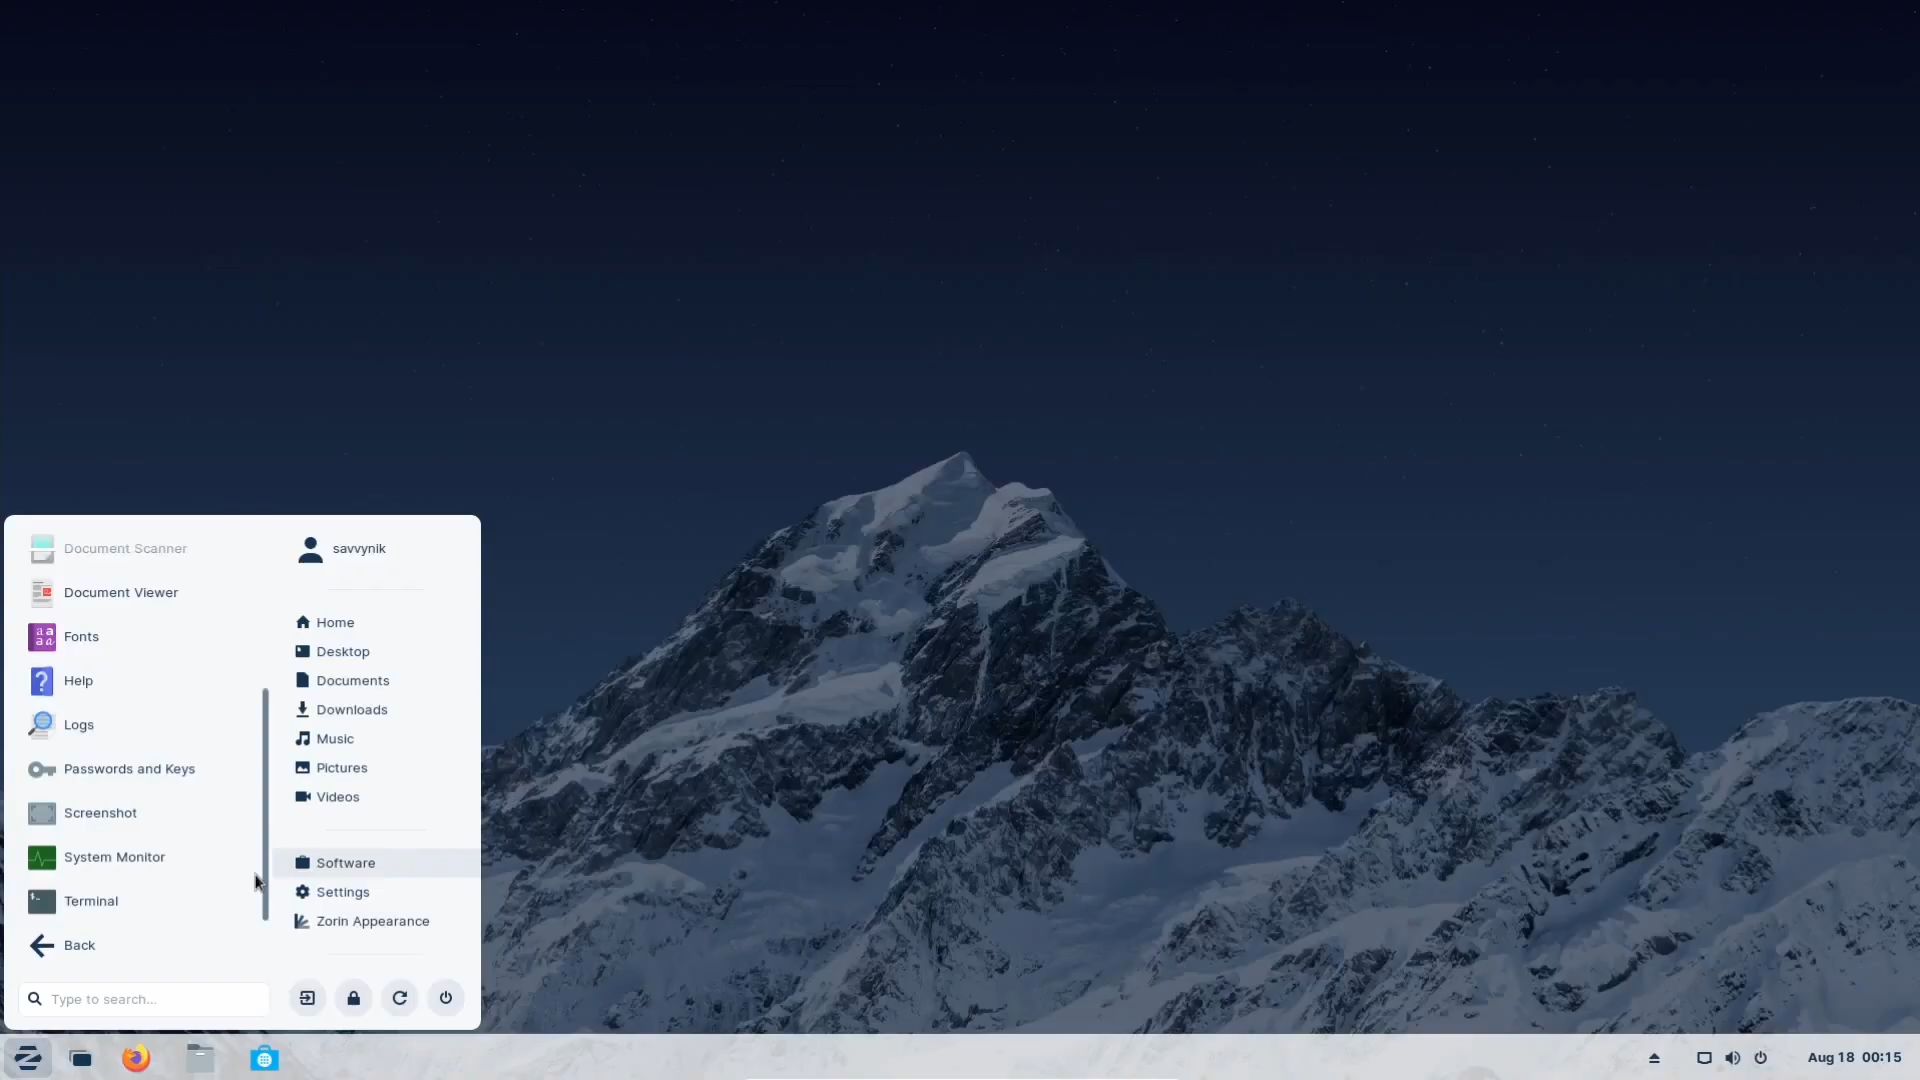 Document Scanner
Document Viewer
Fonts
Help
Logs
Passwords and Keys
Screenshot
System Monitor
Terminal
Back
Type to search...
savvynik
Home
Desktop
Documents
Downloads
Music
Pictures
Videos
Software
Settings
Zorin Appearance
Aug 18 00:15